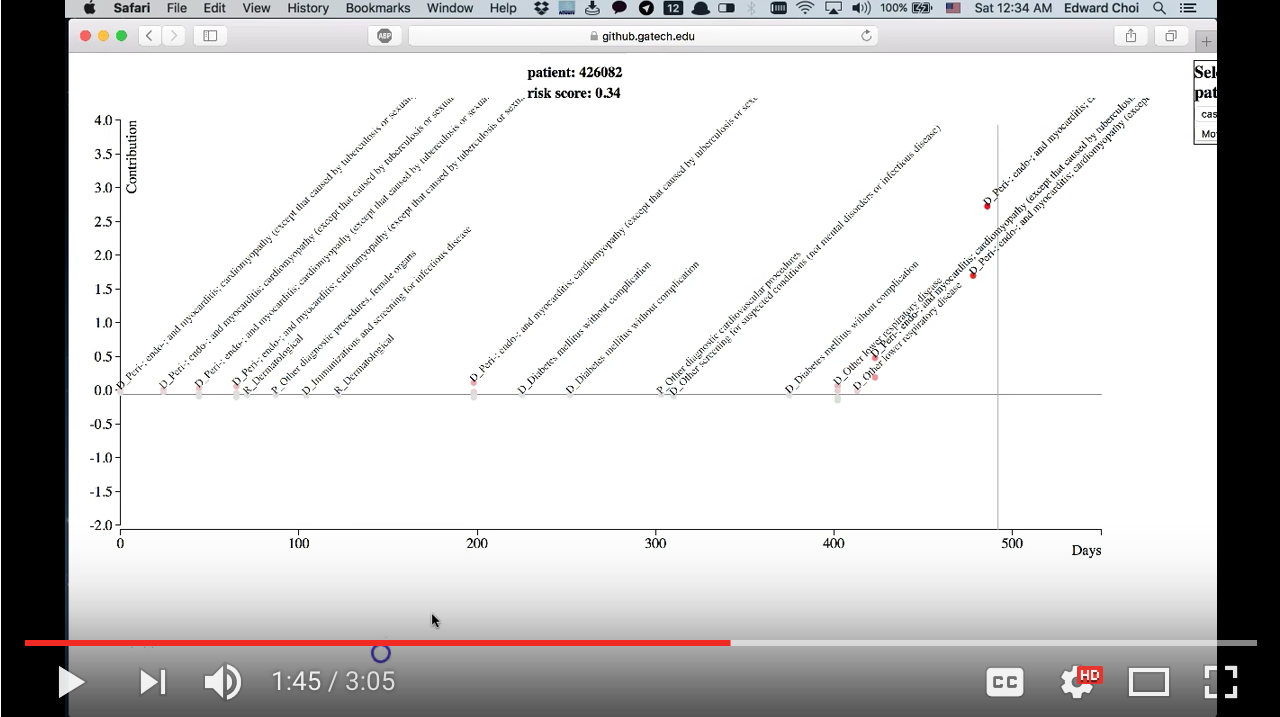 Safari File Edit View History Bookmarks Window Help 12 100% Sat 12:34 AM Edward Choi
ABP github.gatech.edu
patient: 426082
risk score: 0.34
Sel
pat
cas
Mo
Contribution
4.0
3.5
3.0
2.5
2.0
1.5
1.0
0.5
0.0
-0.5
-1.0
-1.5
-2.0
D_Peri-; endo-; and myocarditis; cardiomyopathy (except that caused by tuberculosis or sexual
D_Peri-; endo-; and myocarditis; cardiomyopathy (except that caused by tuberculosis or sexua
D_Peri-; endo-; and myocarditis; cardiomyopathy (except that caused by tuberculosis or sexua
D_Peri-; endo-; and myocarditis; cardiomyopathy (except that caused by tuberculosis or sexu
R_Dermatological
P_Other diagnostic procedures, female organs
D_Immunizations and screening for infectious disease
R_Dermatological
D_Peri-; endo-; and myocarditis; cardiomyopathy (except that caused by tuberculosis or sex
D_Diabetes mellitus without complication
D_Diabetes mellitus without complication
P_Other diagnostic cardiovascular procedures
D_Other screening for suspected conditions (not mental disorders or infectious disease)
D_Diabetes mellitus without complication
D_Other lower respiratory disease
D_Other lower respiratory disease
D_Peri-; endo-; and myocarditis; cardiomyopathy (except that caused by tuberculosis
D_Peri-; endo-; and myocarditis; cardiomyopathy (except
D_Peri-; endo-; and myocarditis; c
0 100 200 300 400 500
Days
1:45 / 3:05 CC HD